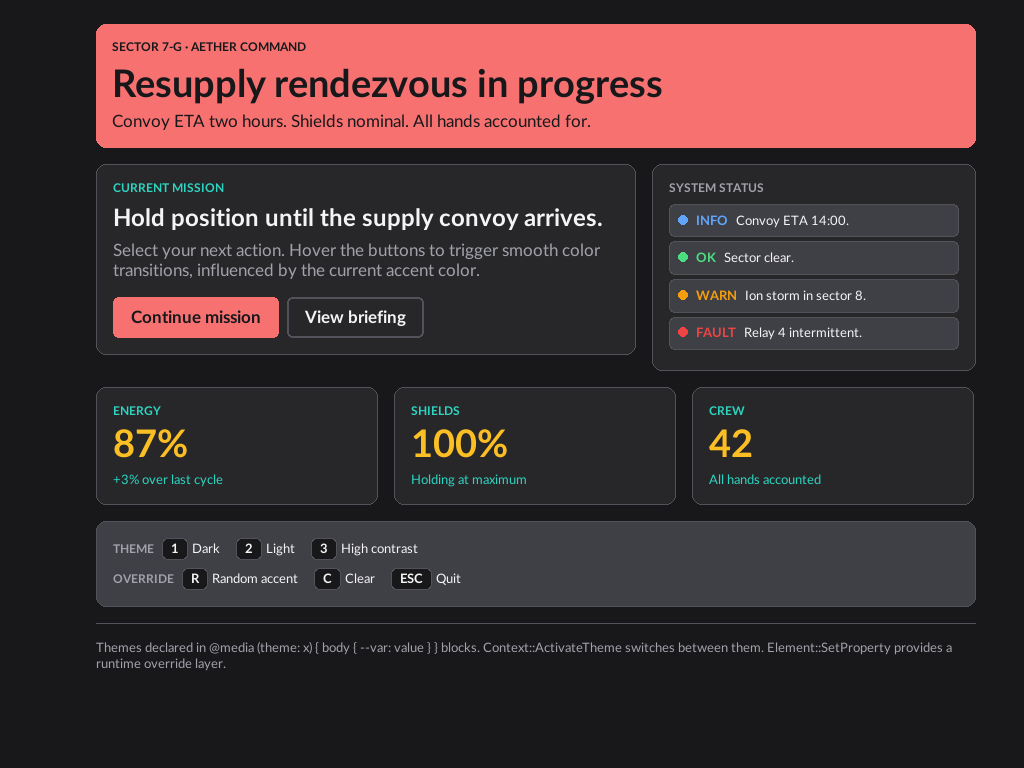 SECTOR 7-G · AETHER COMMAND
Resupply rendezvous in progress
Convoy ETA two hours. Shields nominal. All hands accounted for.
CURRENT MISSION
Hold position until the supply convoy arrives.
Select your next action. Hover the buttons to trigger smooth color
transitions, influenced by the current accent color.
Continue mission View briefing
SYSTEM STATUS
INFO Convoy ETA 14:00.
OK Sector clear.
WARN Ion storm in sector 8.
FAULT Relay 4 intermittent.
ENERGY
87%
+3% over last cycle
SHIELDS
100%
Holding at maximum
CREW
42
All hands accounted
THEME 1 Dark 2 Light 3 High contrast
OVERRIDE R Random accent C Clear ESC Quit
Themes declared in @media (theme: x) { body { --var: value } } blocks. Context::ActivateTheme switches between them. Element::SetProperty provides a
runtime override layer.